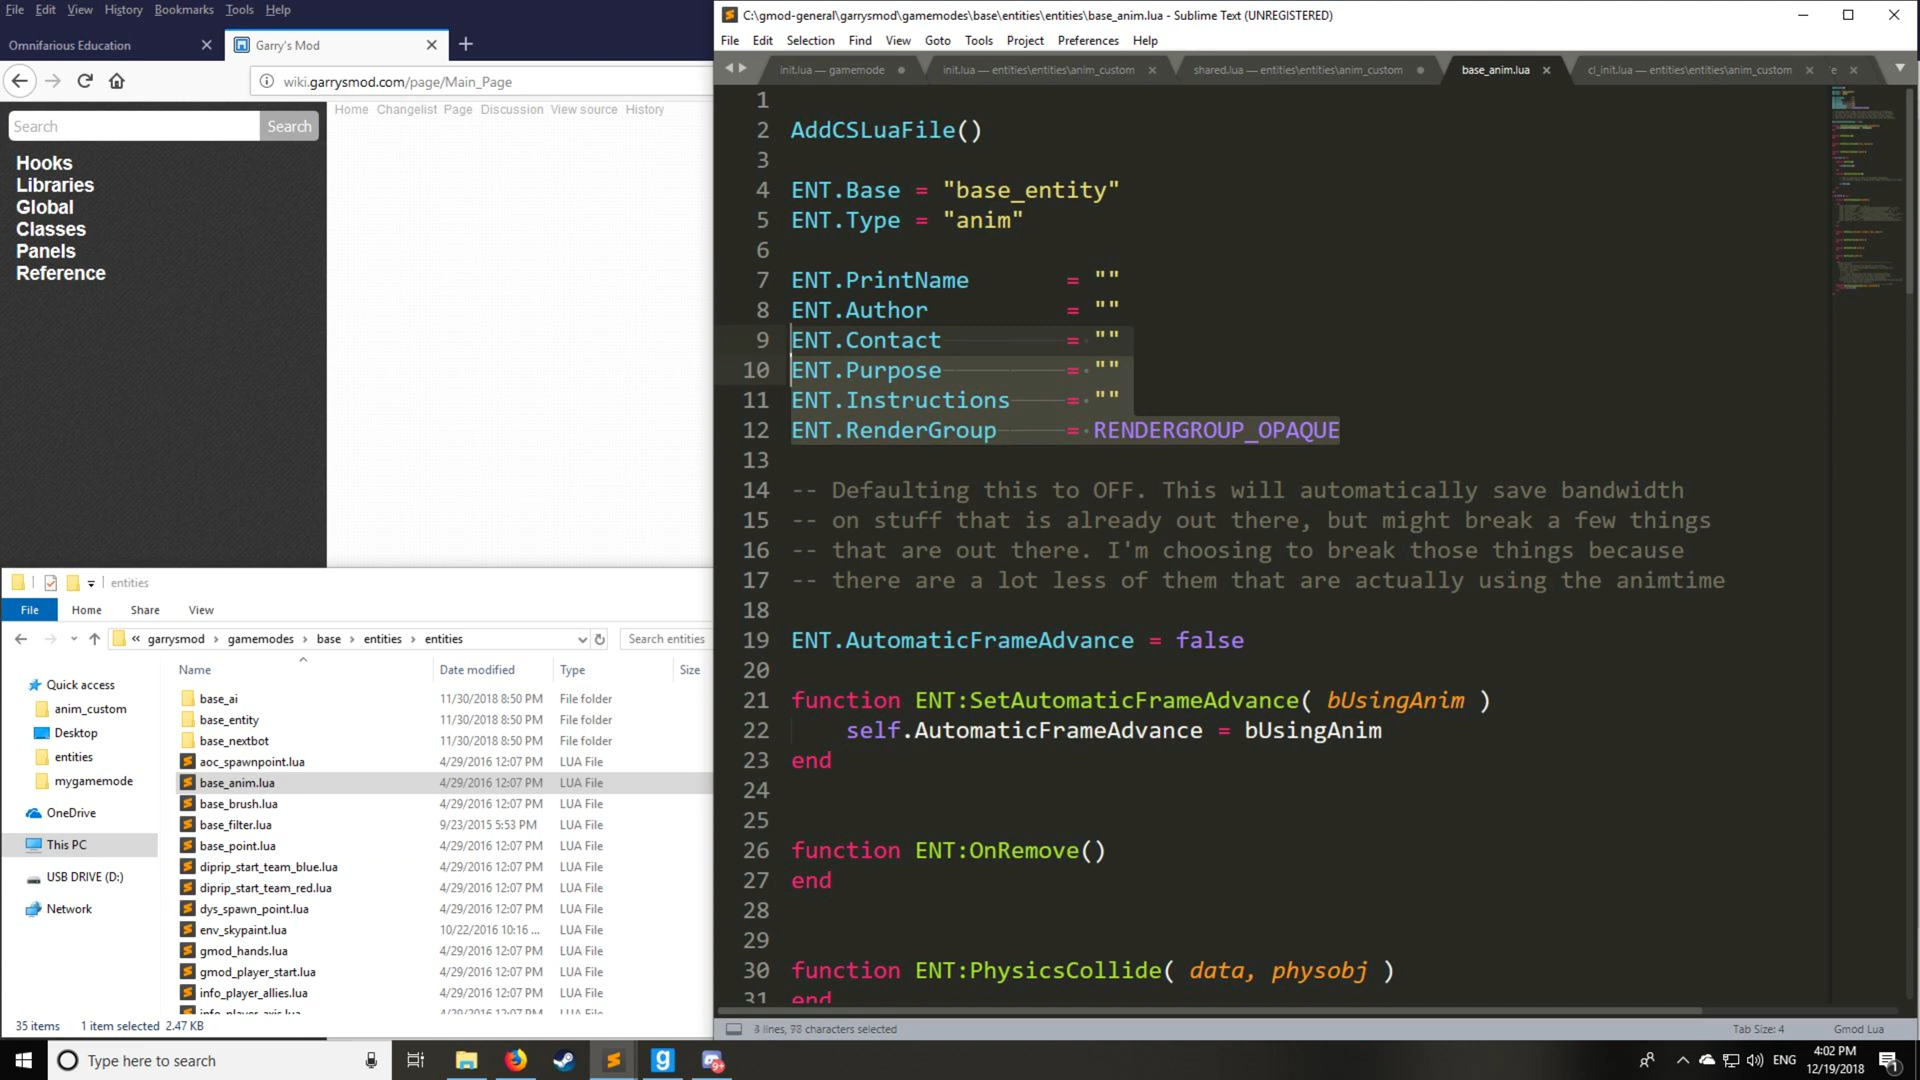 File Edit View History Bookmarks Tools Help
Omnifarious Education
Garry's Mod
wiki.garrysmod.com/page/Main_Page
Search Search
Home Changelist Page Discussion View source History
Hooks
Libraries
Global
Classes
Panels
Reference
entities
File Home Share View
« garrysmod › gamemodes › base › entities › entities
Search entities
Name Date modified Type Size
Quick access
anim_custom
Desktop
entities
mygamemode
OneDrive
This PC
USB DRIVE (D:)
Network
base_ai 11/30/2018 8:50 PM File folder
base_entity 11/30/2018 8:50 PM File folder
base_nextbot 11/30/2018 8:50 PM File folder
aoc_spawnpoint.lua 4/29/2016 12:07 PM LUA File
base_anim.lua 4/29/2016 12:07 PM LUA File
base_brush.lua 4/29/2016 12:07 PM LUA File
base_filter.lua 9/23/2015 5:53 PM LUA File
base_point.lua 4/29/2016 12:07 PM LUA File
diprip_start_team_blue.lua 4/29/2016 12:07 PM LUA File
diprip_start_team_red.lua 4/29/2016 12:07 PM LUA File
dys_spawn_point.lua 4/29/2016 12:07 PM LUA File
env_skypaint.lua 10/22/2016 10:16 ... LUA File
gmod_hands.lua 4/29/2016 12:07 PM LUA File
gmod_player_start.lua 4/29/2016 12:07 PM LUA File
info_player_allies.lua 4/29/2016 12:07 PM LUA File
info_player_axis.lua 4/29/2016 12:07 PM LUA File
35 items 1 item selected 2.47 KB
C:\gmod-general\garrysmod\gamemodes\base\entities\entities\base_anim.lua - Sublime Text (UNREGISTERED)
File Edit Selection Find View Goto Tools Project Preferences Help
init.lua — gamemode
init.lua — entities\entities\anim_custom
shared.lua — entities\entities\anim_custom
base_anim.lua
cl_init.lua — entities\entities\anim_custom
1
2 AddCSLuaFile()
3
4 ENT.Base = "base_entity"
5 ENT.Type = "anim"
6
7 ENT.PrintName = ""
8 ENT.Author = ""
9 ENT.Contact = ""
10 ENT.Purpose = ""
11 ENT.Instructions = ""
12 ENT.RenderGroup = RENDERGROUP_OPAQUE
13
14 -- Defaulting this to OFF. This will automatically save bandwidth
15 -- on stuff that is already out there, but might break a few things
16 -- that are out there. I'm choosing to break those things because
17 -- there are a lot less of them that are actually using the animtime
18
19 ENT.AutomaticFrameAdvance = false
20
21 function ENT:SetAutomaticFrameAdvance( bUsingAnim )
22 self.AutomaticFrameAdvance = bUsingAnim
23 end
24
25
26 function ENT:OnRemove()
27 end
28
29
30 function ENT:PhysicsCollide( data, physobj )
31 end
lines, 98 characters selected
Tab Size: 4
Gmod Lua
Type here to search
ENG
4:02 PM
12/19/2018